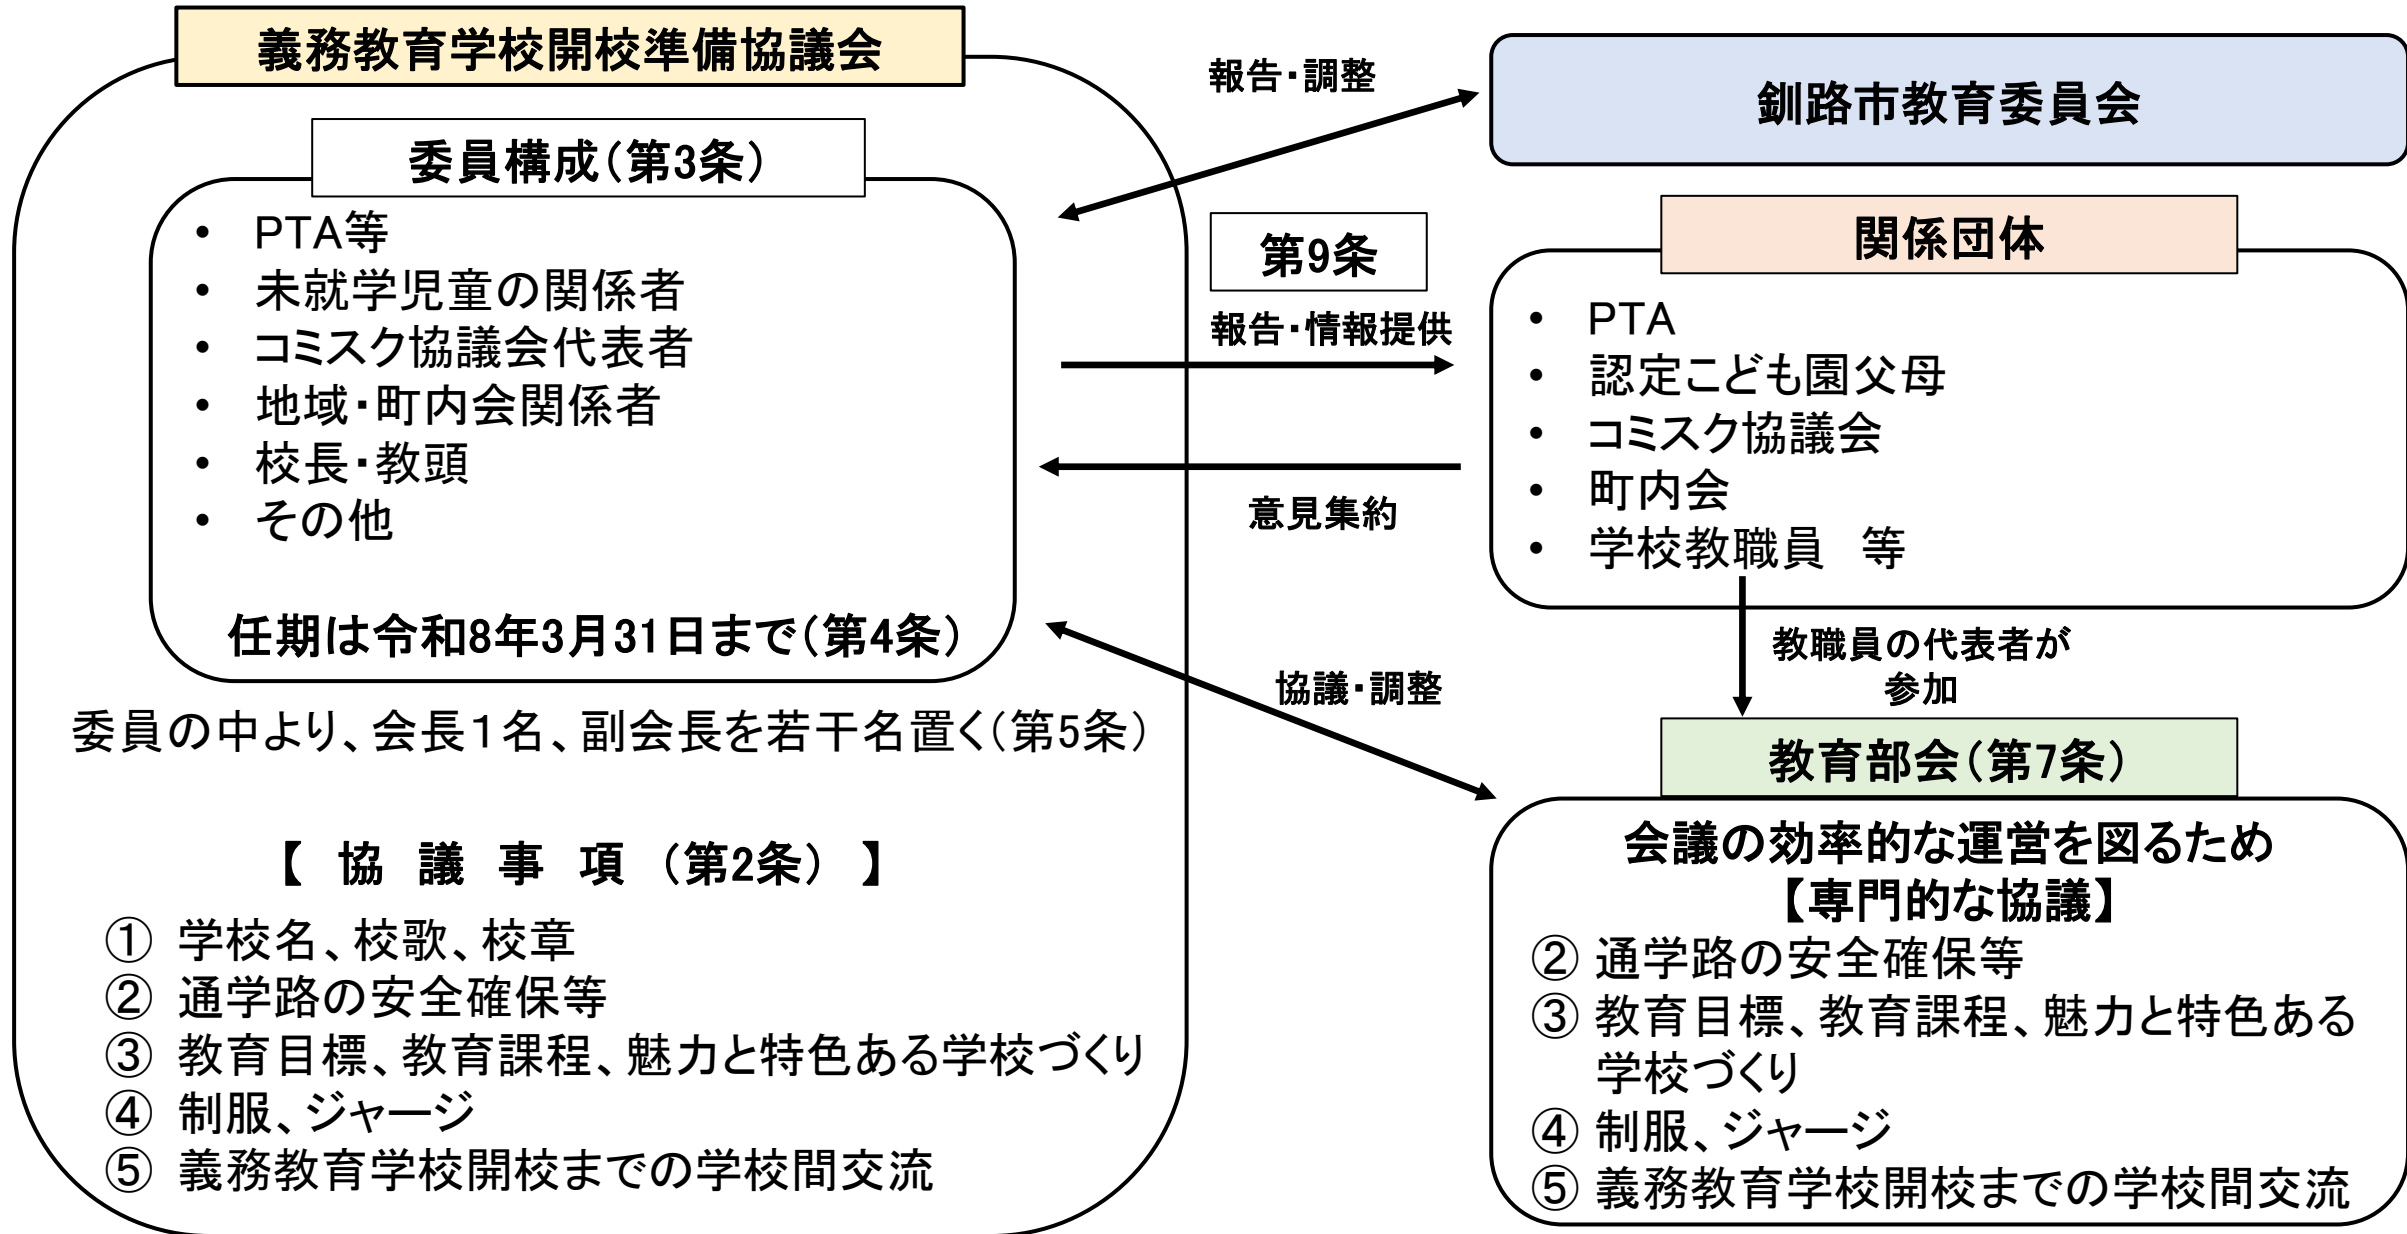 義務教育学校開校準備協議会
委員構成(第3条)
• PTA等
• 未就学児童の関係者
• コミスク協議会代表者
• 地域・町内会関係者
• 校長・教頭
• その他
任期は令和8年3月31日まで(第4条)
委員の中より、会長１名、副会長を若干名置く(第5条)
【 協 議 事 項 (第2条) 】
① 学校名、校歌、校章
② 通学路の安全確保等
③ 教育目標、教育課程、魅力と特色ある学校づくり
④ 制服、ジャージ
⑤ 義務教育学校開校までの学校間交流
報告・調整
第9条
報告・情報提供
意見集約
協議・調整
釧路市教育委員会
関係団体
• PTA
• 認定こども園父母
• コミスク協議会
• 町内会
• 学校教職員 等
教職員の代表者が
参加
教育部会(第7条)
会議の効率的な運営を図るため
【専門的な協議】
② 通学路の安全確保等
③ 教育目標、教育課程、魅力と特色ある
学校づくり
④ 制服、ジャージ
⑤ 義務教育学校開校までの学校間交流